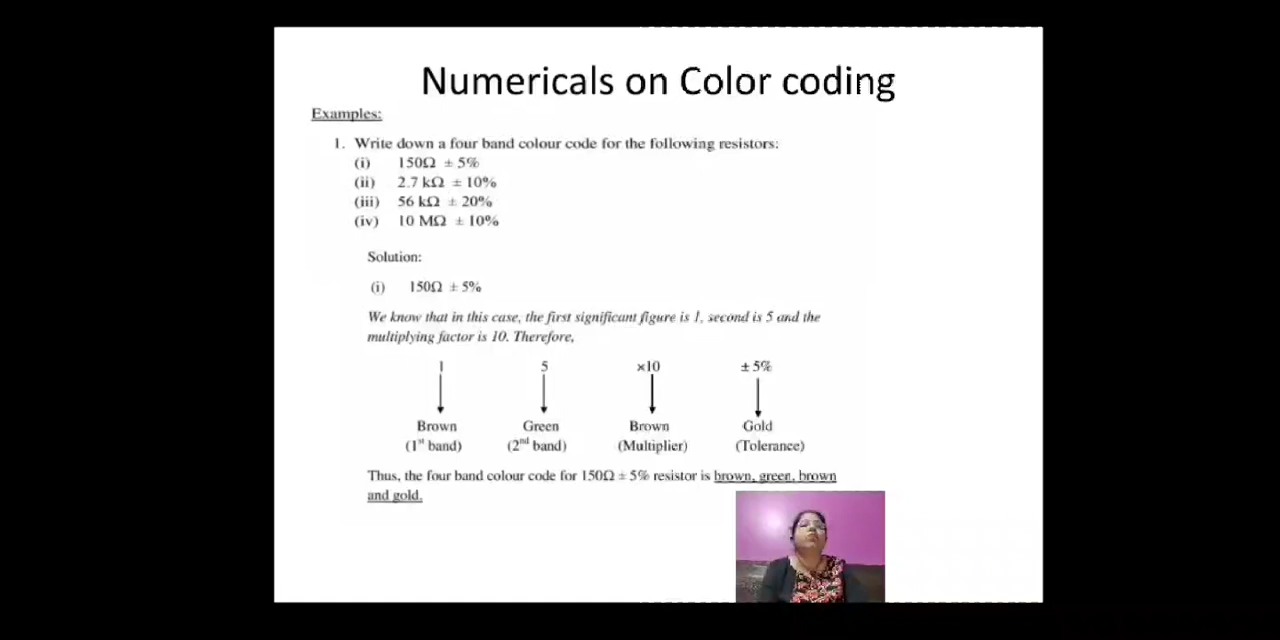 Numericals on Color coding
Examples:
1. Write down a four band colour code for the following resistors:
(i) 150Ω ± 5%
(ii) 2.7 kΩ ± 10%
(iii) 56 kΩ ± 20%
(iv) 10 MΩ ± 10%
Solution:
(i) 150Ω ± 5%
We know that in this case, the first significant figure is 1, second is 5 and the
multiplying factor is 10. Therefore,
1 5 ×10 ± 5%
Brown Green Brown Gold
(1st band) (2nd band) (Multiplier) (Tolerance)
Thus, the four band colour code for 150Ω ± 5% resistor is brown, green, brown
and gold.